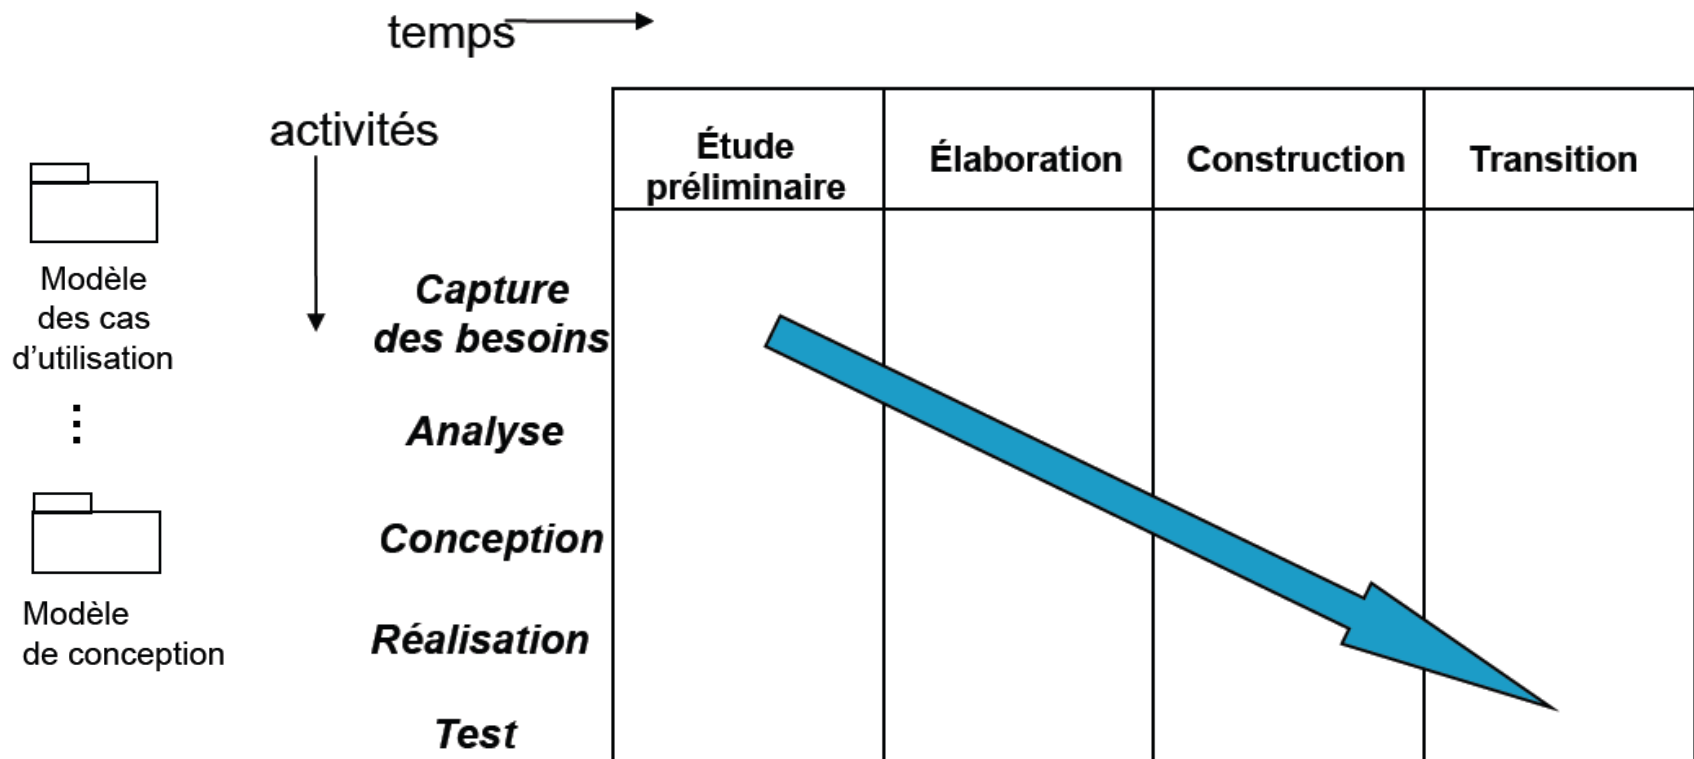 temps
activités
Étude
préliminaire
Élaboration
Construction
Transition
Modèle
des cas
d’utilisation
Capture
des besoins
Analyse
Conception
Modèle
de conception
Réalisation
Test